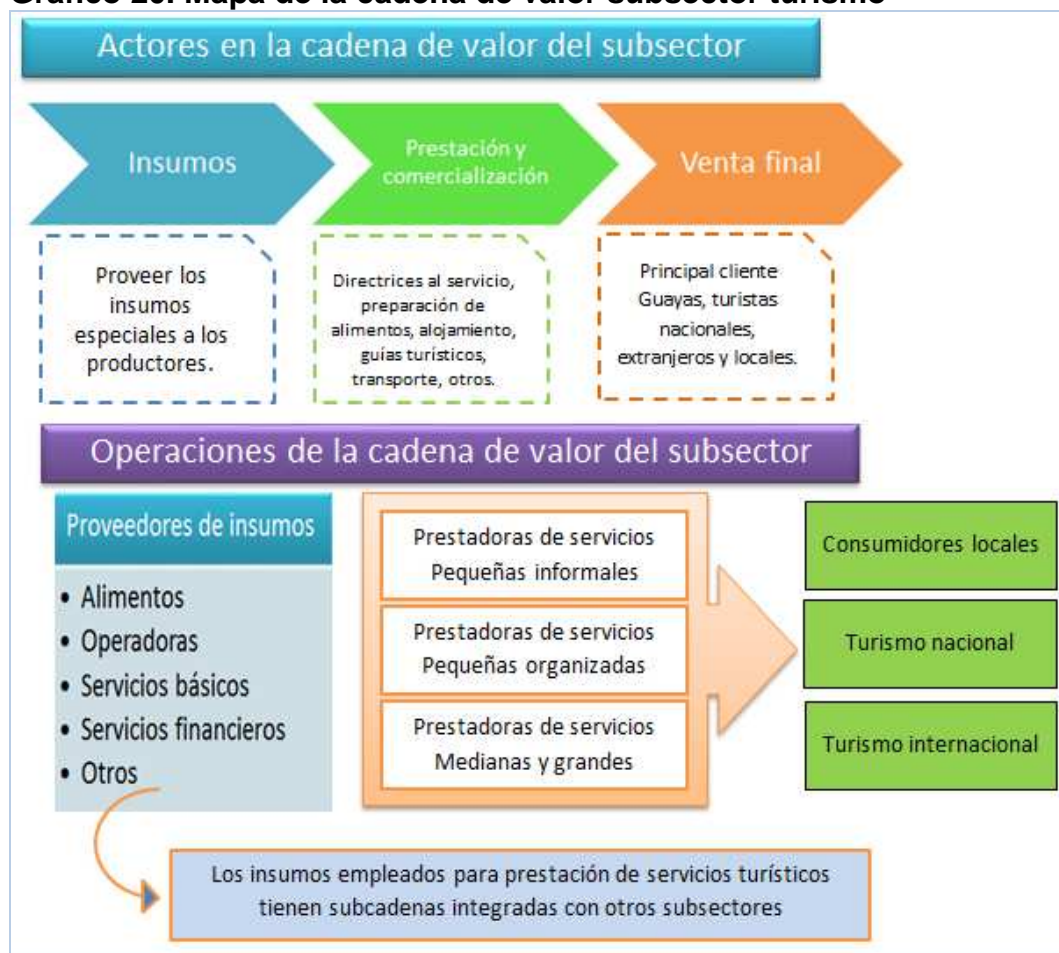 Gráfico 20. Mapa de la cadena de valor subsector turismo
Actores en la cadena de valor del subsector
Insumos
Prestación y
comercialización
Venta final
Proveer los
insumos
especiales a los
productores.
Directrices al servicio,
preparación de
alimentos, alojamiento,
guías turísticos,
transporte, otros.
Principal cliente
Guayas, turistas
nacionales,
extranjeros y locales.
Operaciones de la cadena de valor del subsector
Proveedores de insumos
• Alimentos
• Operadoras
• Servicios básicos
• Servicios financieros
• Otros
Prestadoras de servicios
Pequeñas informales
Prestadoras de servicios
Pequeñas organizadas
Prestadoras de servicios
Medianas y grandes
Consumidores locales
Turismo nacional
Turismo internacional
Los insumos empleados para prestación de servicios turísticos
tienen subcadenas integradas con otros subsectores